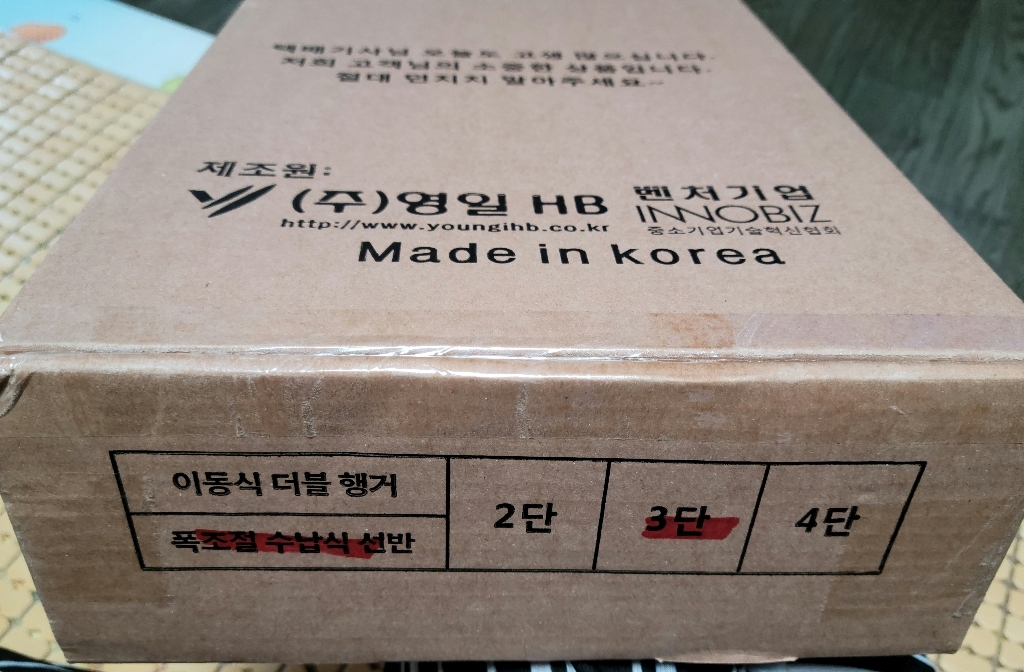 택배기사님 오늘도 고생 많으십니다.
저희 고객님의 소중한 상품입니다.
절대 던지지 말아주세요~
제조원:
(주)영일 HB
http://www.youngihb.co.kr
벤처기업
INNOBIZ
중소기업기술혁신협회
Made in korea
이동식 더블 행거
폭조절 수납식 선반
2단
3단
4단